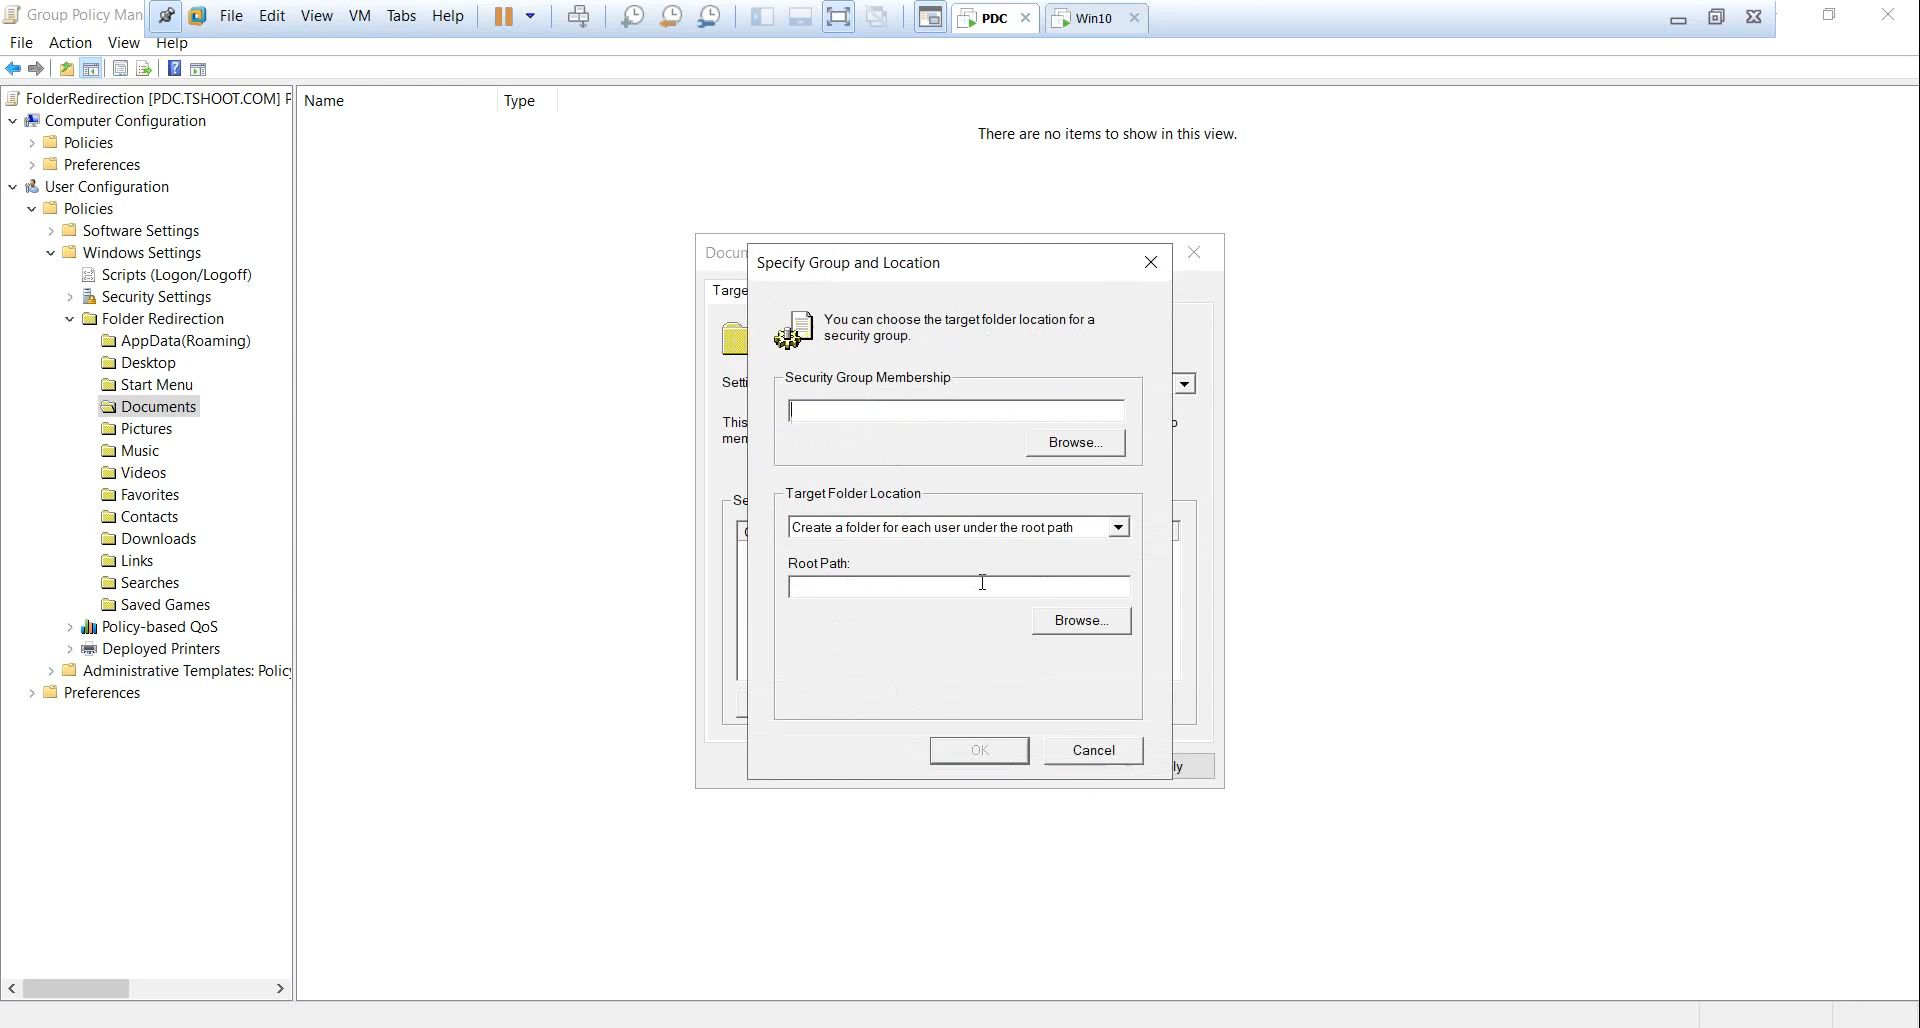 Group Policy Man
File Edit View VM Tabs Help
PDC
Win10
File Action View Help
FolderRedirection [PDC.TSHOOT.COM] P
Computer Configuration
Policies
Preferences
User Configuration
Policies
Software Settings
Windows Settings
Scripts (Logon/Logoff)
Security Settings
Folder Redirection
AppData(Roaming)
Desktop
Start Menu
Documents
Pictures
Music
Videos
Favorites
Contacts
Downloads
Links
Searches
Saved Games
Policy-based QoS
Deployed Printers
Administrative Templates: Polic
Preferences
Name Type
There are no items to show in this view.
Docun
Targe
Setti
This
men
Se
ly
Specify Group and Location
You can choose the target folder location for a
security group.
Security Group Membership
Browse...
Target Folder Location
Create a folder for each user under the root path
Root Path:
Browse...
OK Cancel